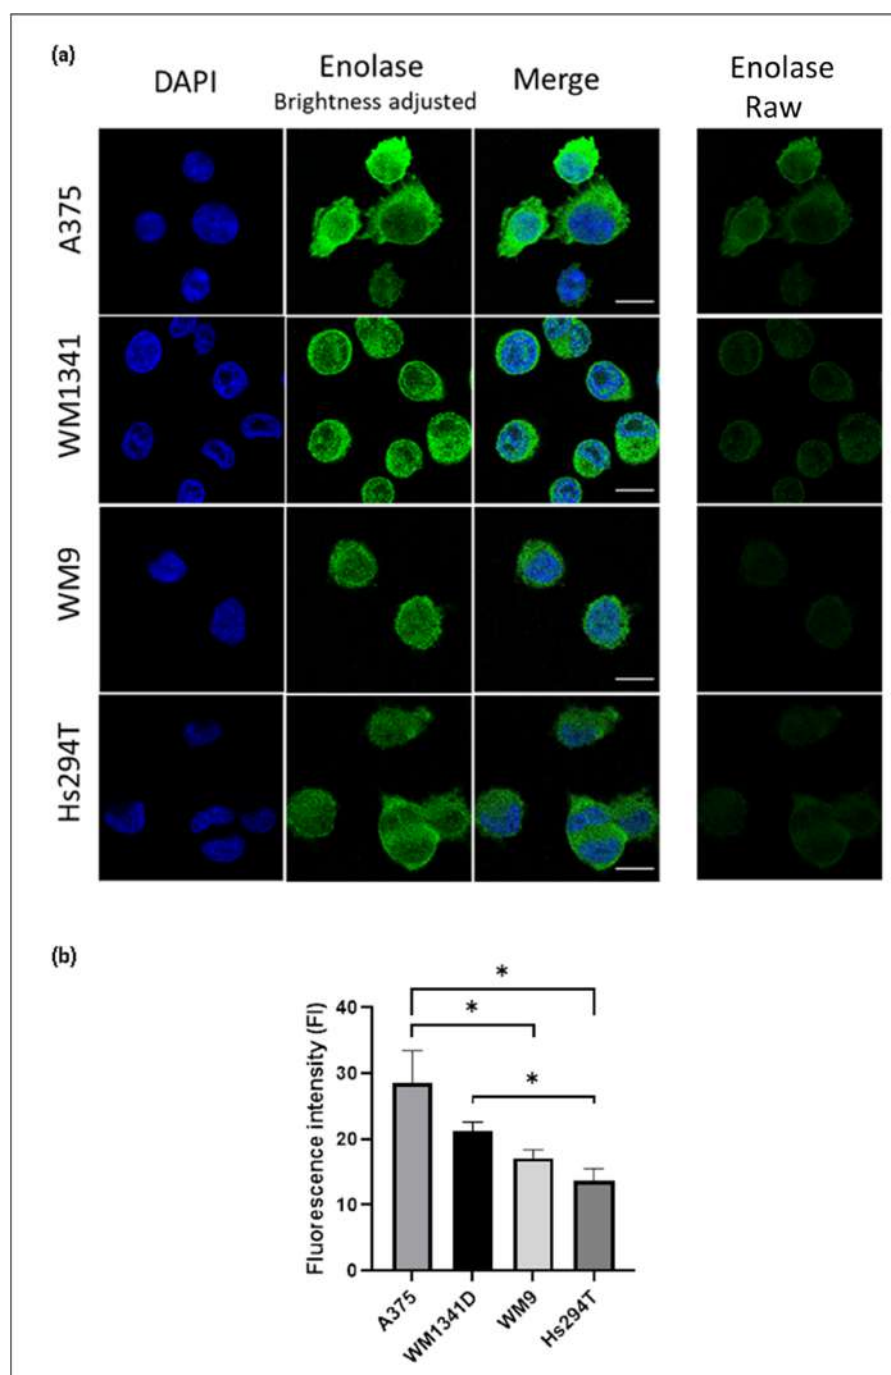 (a)
DAPI
Enolase
Brightness adjusted
Merge
Enolase
Raw
A375
WM1341
WM9
Hs294T
(b)
*
*
*
Fluorescence intensity (FI)
40
30
20
10
0
A375
WM1341D
WM9
Hs294T